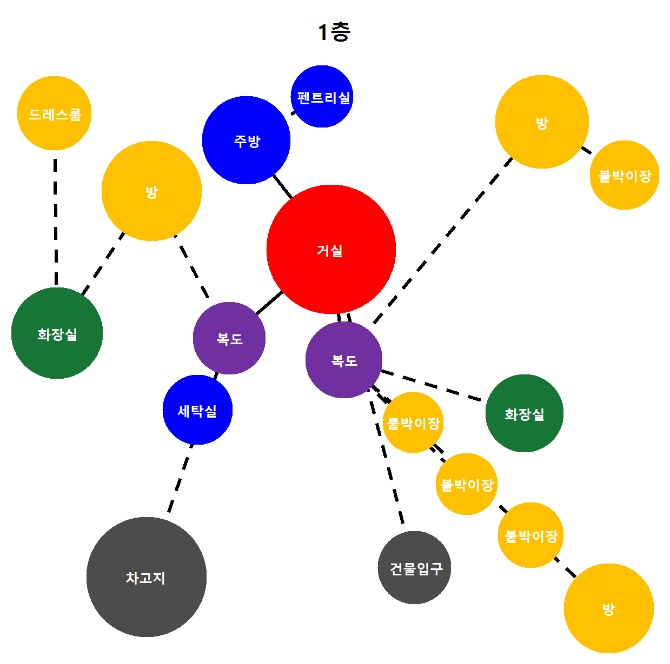 1층
펜트리실
드레스룸
주방
방
방
붙박이장
거실
화장실
복도
복도
세탁실
화장실
붙박이장
붙박이장
붙박이장
차고지
건물입구
방